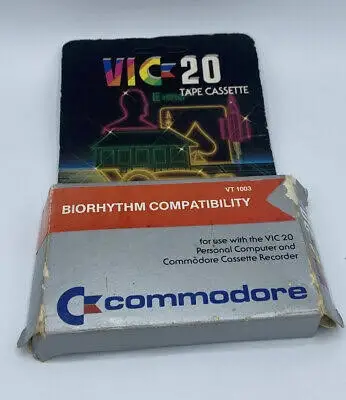 VIC 20
TAPE CASSETTE
VT 1003
BIORHYTHM COMPATIBILITY
for use with the VIC 20
Personal Computer and
Commodore Cassette Recorder
commodore